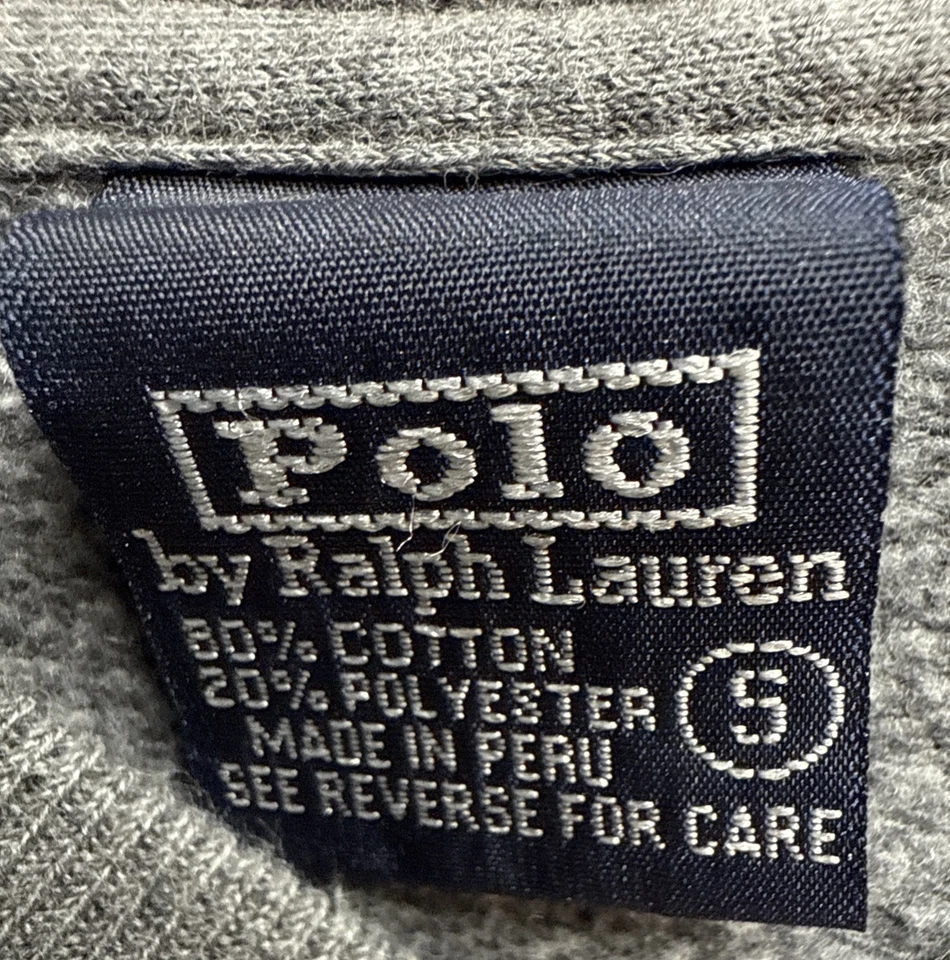 Polo
by Ralph Lauren
80% COTTON
20% POLYESTER
S
MADE IN PERU
SEE REVERSE FOR CARE